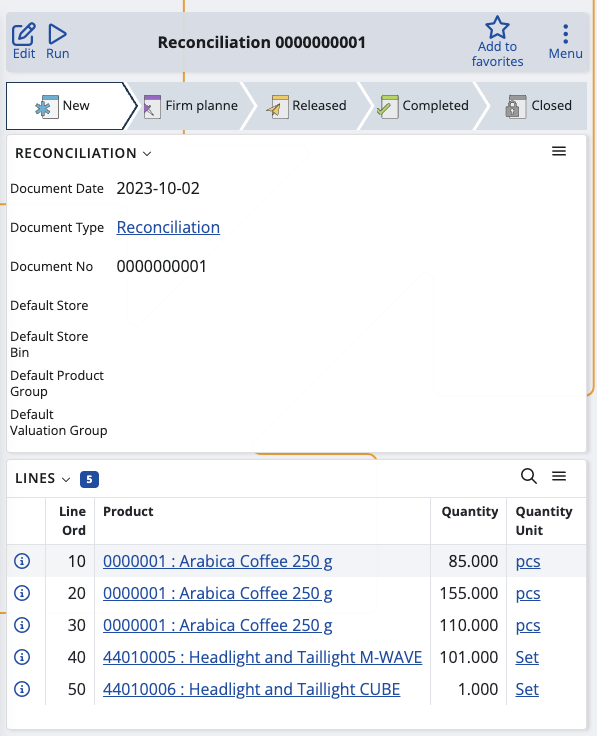 Edit
Run
Reconciliation 0000000001
Add to
favorites
Menu
New
Firm planne
Released
Completed
Closed
RECONCILIATION
Document Date 2023-10-02
Document Type Reconciliation
Document No 0000000001
Default Store
Default Store
Bin
Default Product
Group
Default
Valuation Group
LINES 5
Line
Ord
Product
Quantity
Quantity
Unit
10 0000001 : Arabica Coffee 250 g 85.000 pcs
20 0000001 : Arabica Coffee 250 g 155.000 pcs
30 0000001 : Arabica Coffee 250 g 110.000 pcs
40 44010005 : Headlight and Taillight M-WAVE 101.000 Set
50 44010006 : Headlight and Taillight CUBE 1.000 Set